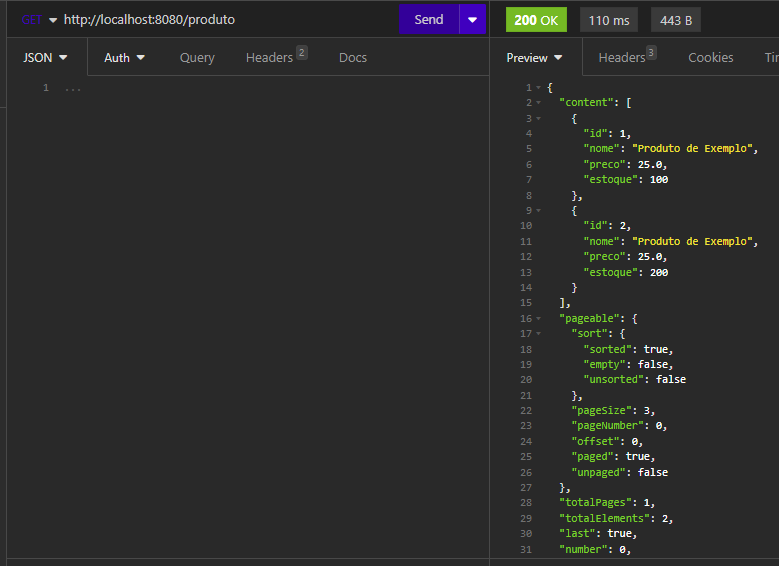 GET http://localhost:8080/produto Send
200 OK 110 ms 443 B
JSON Auth Query Headers 2 Docs
Preview Headers 3 Cookies
1 ...
1 {
2 "content": [
3 {
4 "id": 1,
5 "nome": "Produto de Exemplo",
6 "preco": 25.0,
7 "estoque": 100
8 },
9 {
10 "id": 2,
11 "nome": "Produto de Exemplo",
12 "preco": 25.0,
13 "estoque": 200
14 }
15 ],
16 "pageable": {
17 "sort": {
18 "sorted": true,
19 "empty": false,
20 "unsorted": false
21 },
22 "pageSize": 3,
23 "pageNumber": 0,
24 "offset": 0,
25 "paged": true,
26 "unpaged": false
27 },
28 "totalPages": 1,
29 "totalElements": 2,
30 "last": true,
31 "number": 0,